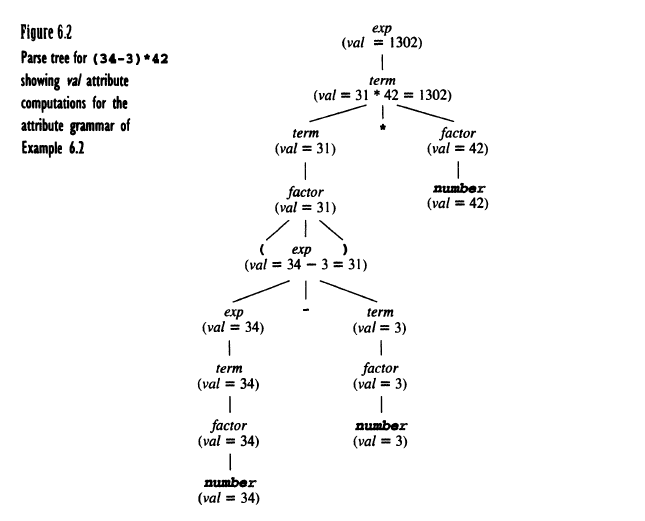 Figure 6.2
Parse tree for (34-3)*42
showing val attribute
computations for the
attribute grammar of
Example 6.2
exp
(val = 1302)
term
(val = 31 * 42 = 1302)
term * factor
(val = 31) (val = 42)
factor number
(val = 31) (val = 42)
( exp )
(val = 34 – 3 = 31)
exp - term
(val = 34) (val = 3)
term factor
(val = 34) (val = 3)
factor number
(val = 34) (val = 3)
number
(val = 34)